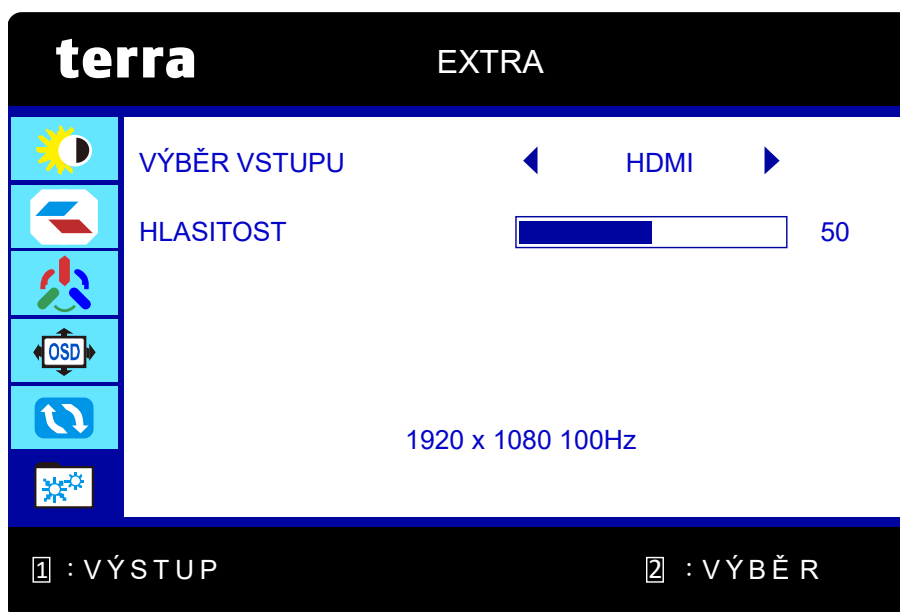 terra EXTRA
VÝBĚR VSTUPU HDMI
HLASITOST 50
OSD
1920 x 1080 100Hz
1 : VÝSTUP 2 : VÝBĚR